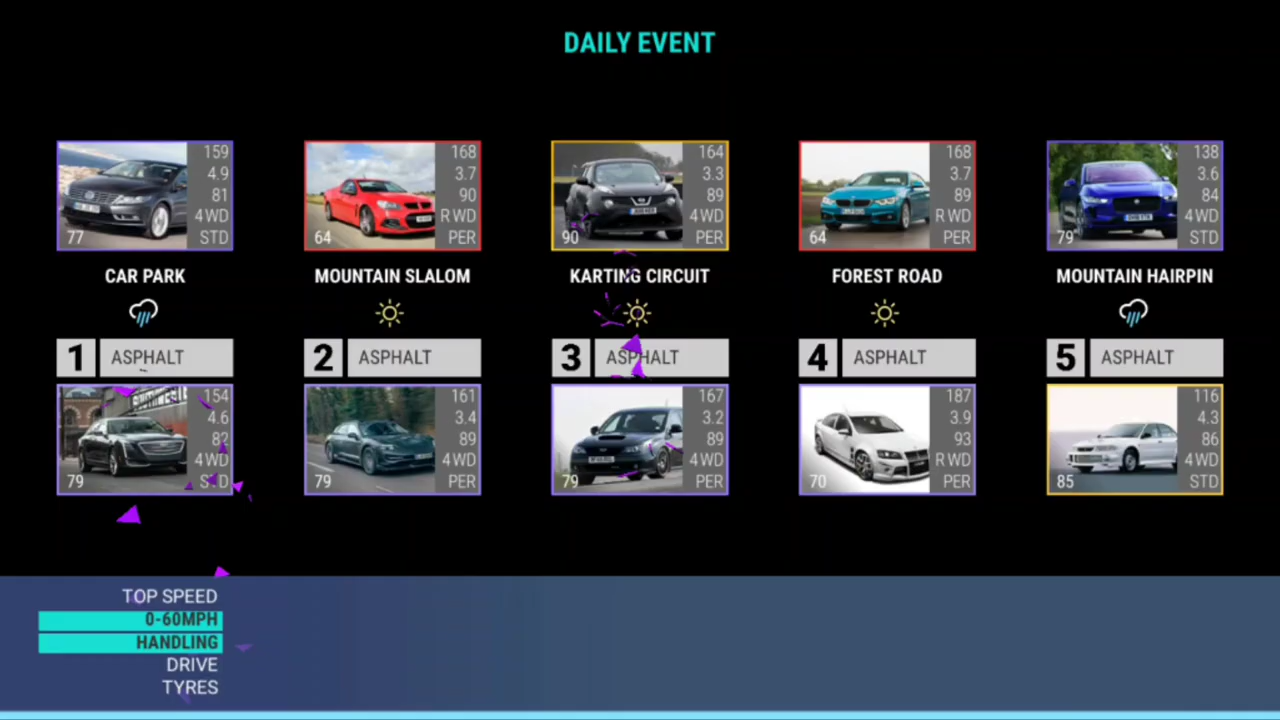 DAILY EVENT
159
4.9
81
4WD
STD
77
168
3.7
90
RWD
PER
64
164
3.3
89
4WD
PER
90
168
3.7
89
RWD
PER
64
138
3.6
84
4WD
STD
79
CAR PARK
MOUNTAIN SLALOM
KARTING CIRCUIT
FOREST ROAD
MOUNTAIN HAIRPIN
1 ASPHALT
2 ASPHALT
3 ASPHALT
4 ASPHALT
5 ASPHALT
154
4.6
82
4WD
STD
79
161
3.4
89
4WD
PER
79
167
3.2
89
4WD
PER
79
187
3.9
93
RWD
PER
70
116
4.3
86
4WD
STD
85
TOP SPEED
0-60MPH
HANDLING
DRIVE
TYRES